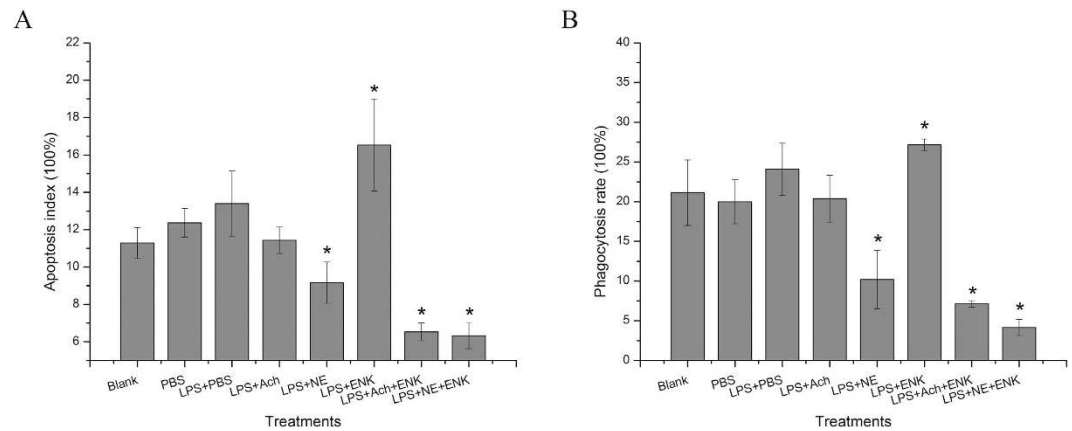 A
Apoptosis index (100%)
22
20
18
16
14
12
10
8
6
*
*
*
*
Blank
PBS
LPS+PBS
LPS+Ach
LPS+NE
LPS+ENK
LPS+Ach+ENK
LPS+NE+ENK
Treatments
B
Phagocytosis rate (100%)
40
35
30
25
20
15
10
5
0
*
*
*
*
Blank
PBS
LPS+PBS
LPS+Ach
LPS+NE
LPS+ENK
LPS+Ach+ENK
LPS+NE+ENK
Treatments